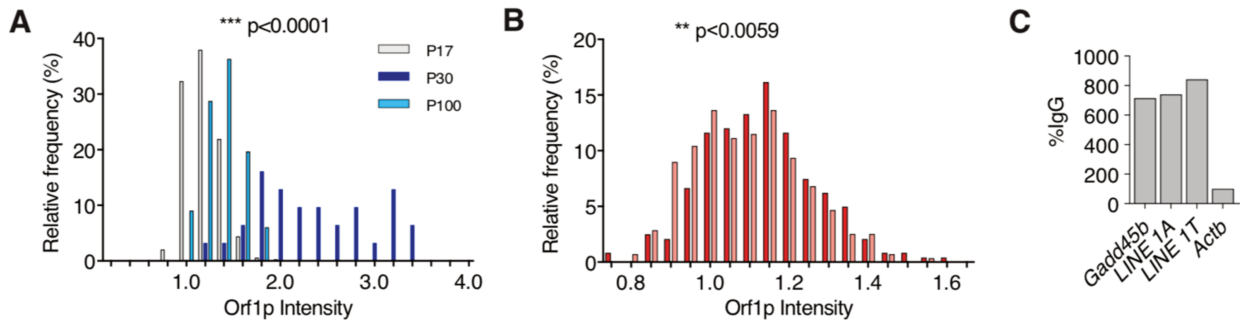 A
*** p<0.0001
Relative frequency (%)
40
30
20
10
0
P17
P30
P100
1.0
2.0
3.0
4.0
Orf1p Intensity
B
** p<0.0059
Relative frequency (%)
20
15
10
5
0
0.8
1.0
1.2
1.4
1.6
Orf1p Intensity
C
%IgG
1000
800
600
400
200
0
Gadd45b
LINE 1A
LINE 1T
Actb